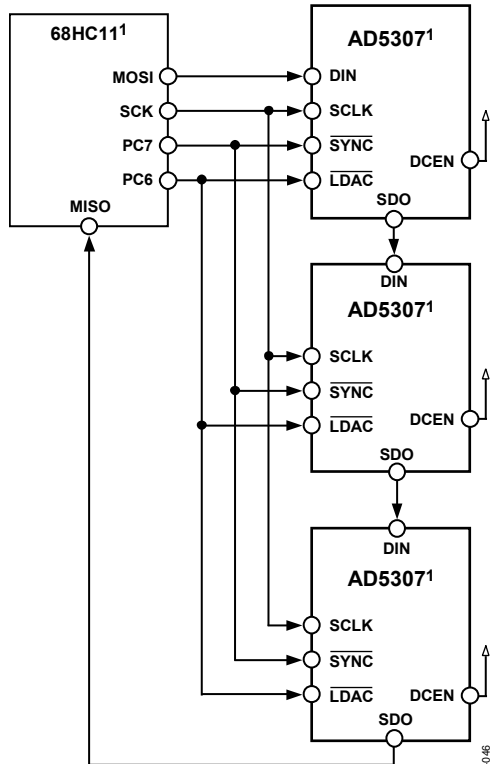 68HC11¹
MOSI
SCK
PC7
PC6
MISO
AD5307¹
DIN
SCLK
SYNC
LDAC
DCEN
SDO
DIN
AD5307¹
SCLK
SYNC
LDAC
DCEN
SDO
DIN
AD5307¹
SCLK
SYNC
LDAC
DCEN
SDO
-046